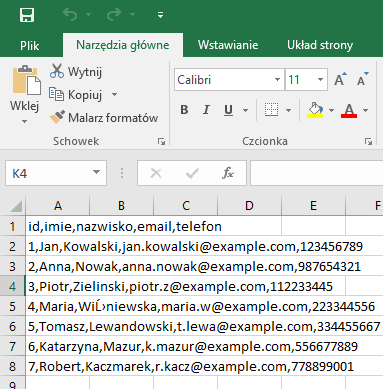 Plik Narzędzia główne Wstawianie Układ strony
Wklej
Wytnij
Kopiuj
Malarz formatów
Schowek
Calibri 11 A A
B I U A
Czcionka
K4 fx
A B C D E F
1 id,imie,nazwisko,email,telefon
2 1,Jan,Kowalski,jan.kowalski@example.com,123456789
3 2,Anna,Nowak,anna.nowak@example.com,987654321
4 3,Piotr,Zielinski,piotr.z@example.com,112233445
5 4,Maria,WiĹ›niewska,maria.w@example.com,223344556
6 5,Tomasz,Lewandowski,t.lewa@example.com,334455667
7 6,Katarzyna,Mazur,k.mazur@example.com,556677889
8 7,Robert,Kaczmarek,r.kacz@example.com,778899001
9